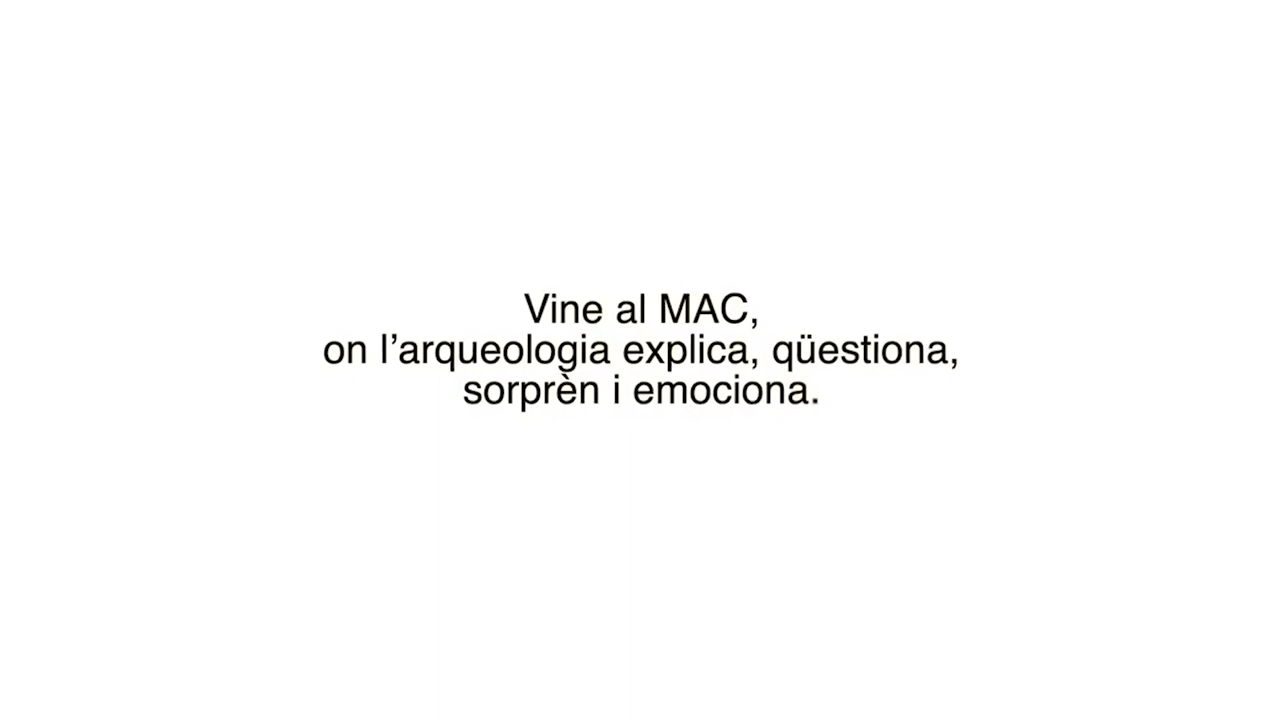 Vine al MAC,
on l’arqueologia explica, qüestiona,
sorprèn i emociona.